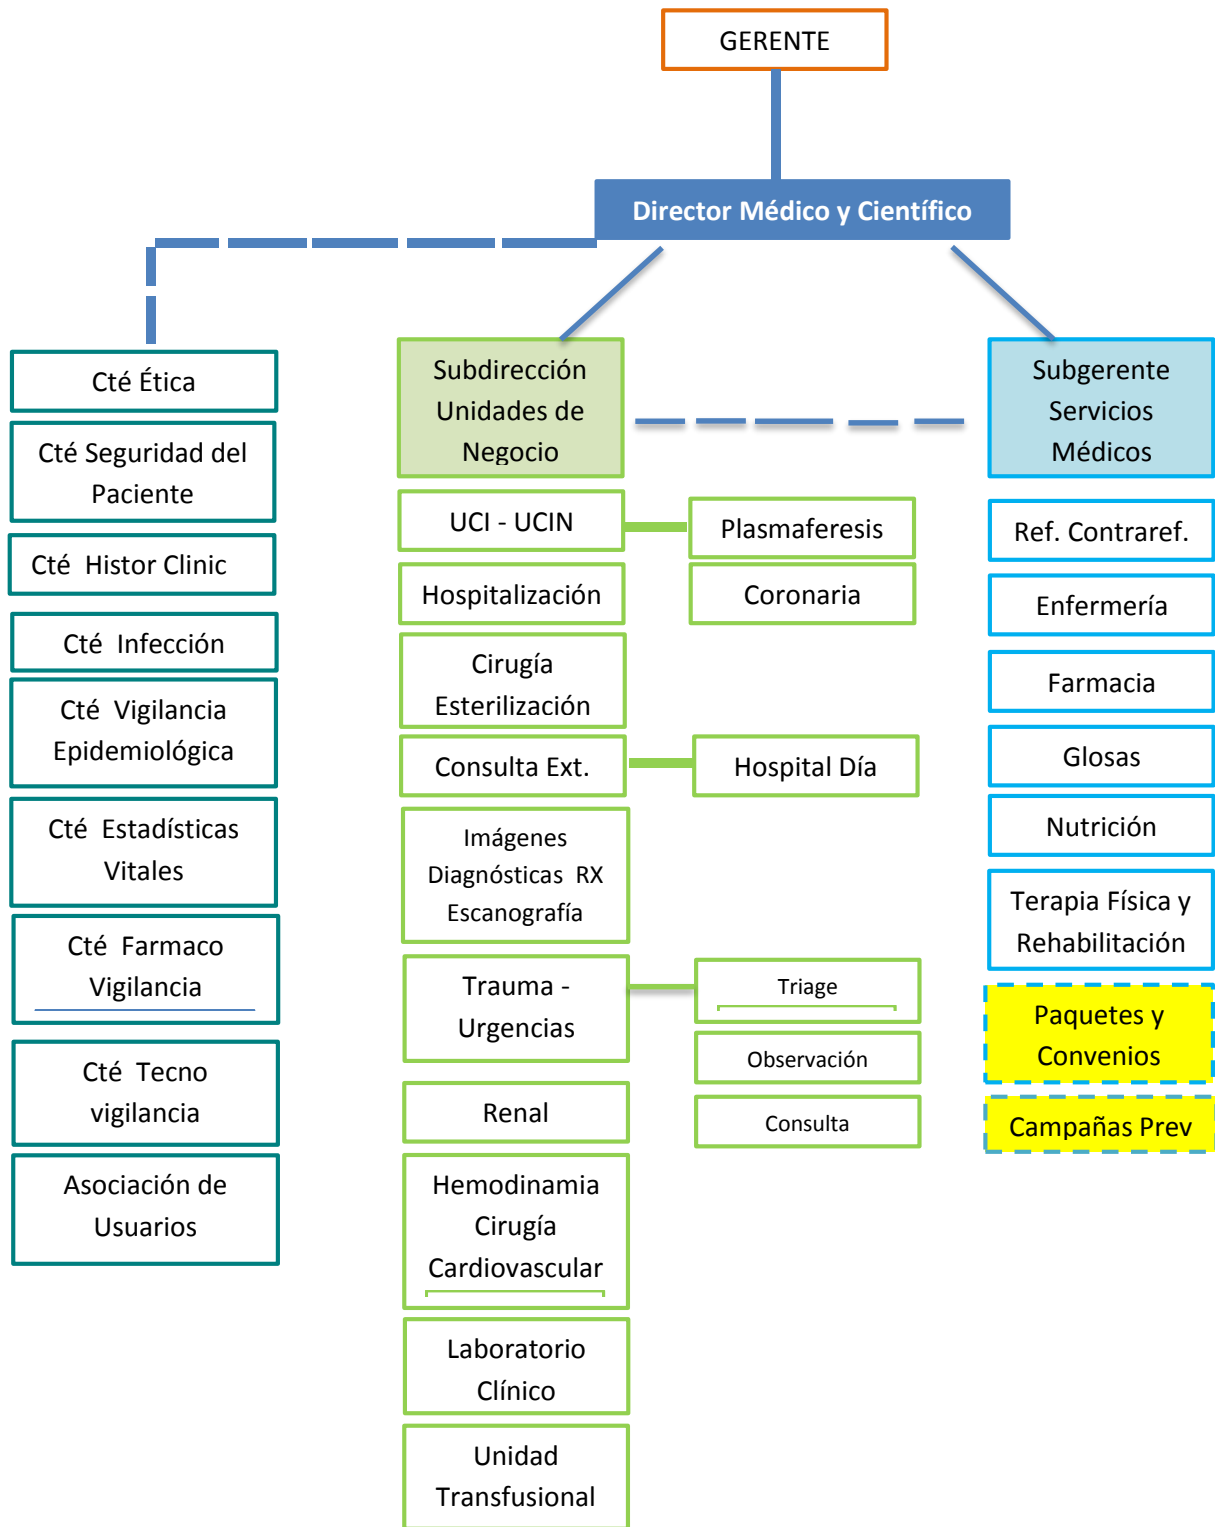 GERENTE
Director Médico y Científico
Cté Ética
Cté Seguridad del
Paciente
Cté  Histor Clinic
Cté  Infección
Cté  Vigilancia
Epidemiológica
Cté  Estadísticas
Vitales
Cté  Farmaco
Vigilancia
Cté  Tecno
vigilancia
Asociación de
Usuarios
Subdirección
Unidades de
Negocio
UCI - UCIN
Hospitalización
Cirugía
Esterilización
Consulta Ext.
Imágenes
Diagnósticas  RX
Escanografía
Trauma -
Urgencias
Renal
Hemodinamia
Cirugía
Cardiovascular
Laboratorio
Clínico
Unidad
Transfusional
Plasmaferesis
Coronaria
Hospital Día
Triage
Observación
Consulta
Subgerente
Servicios
Médicos
Ref. Contraref.
Enfermería
Farmacia
Glosas
Nutrición
Terapia Física y
Rehabilitación
Paquetes y
Convenios
Campañas Prev